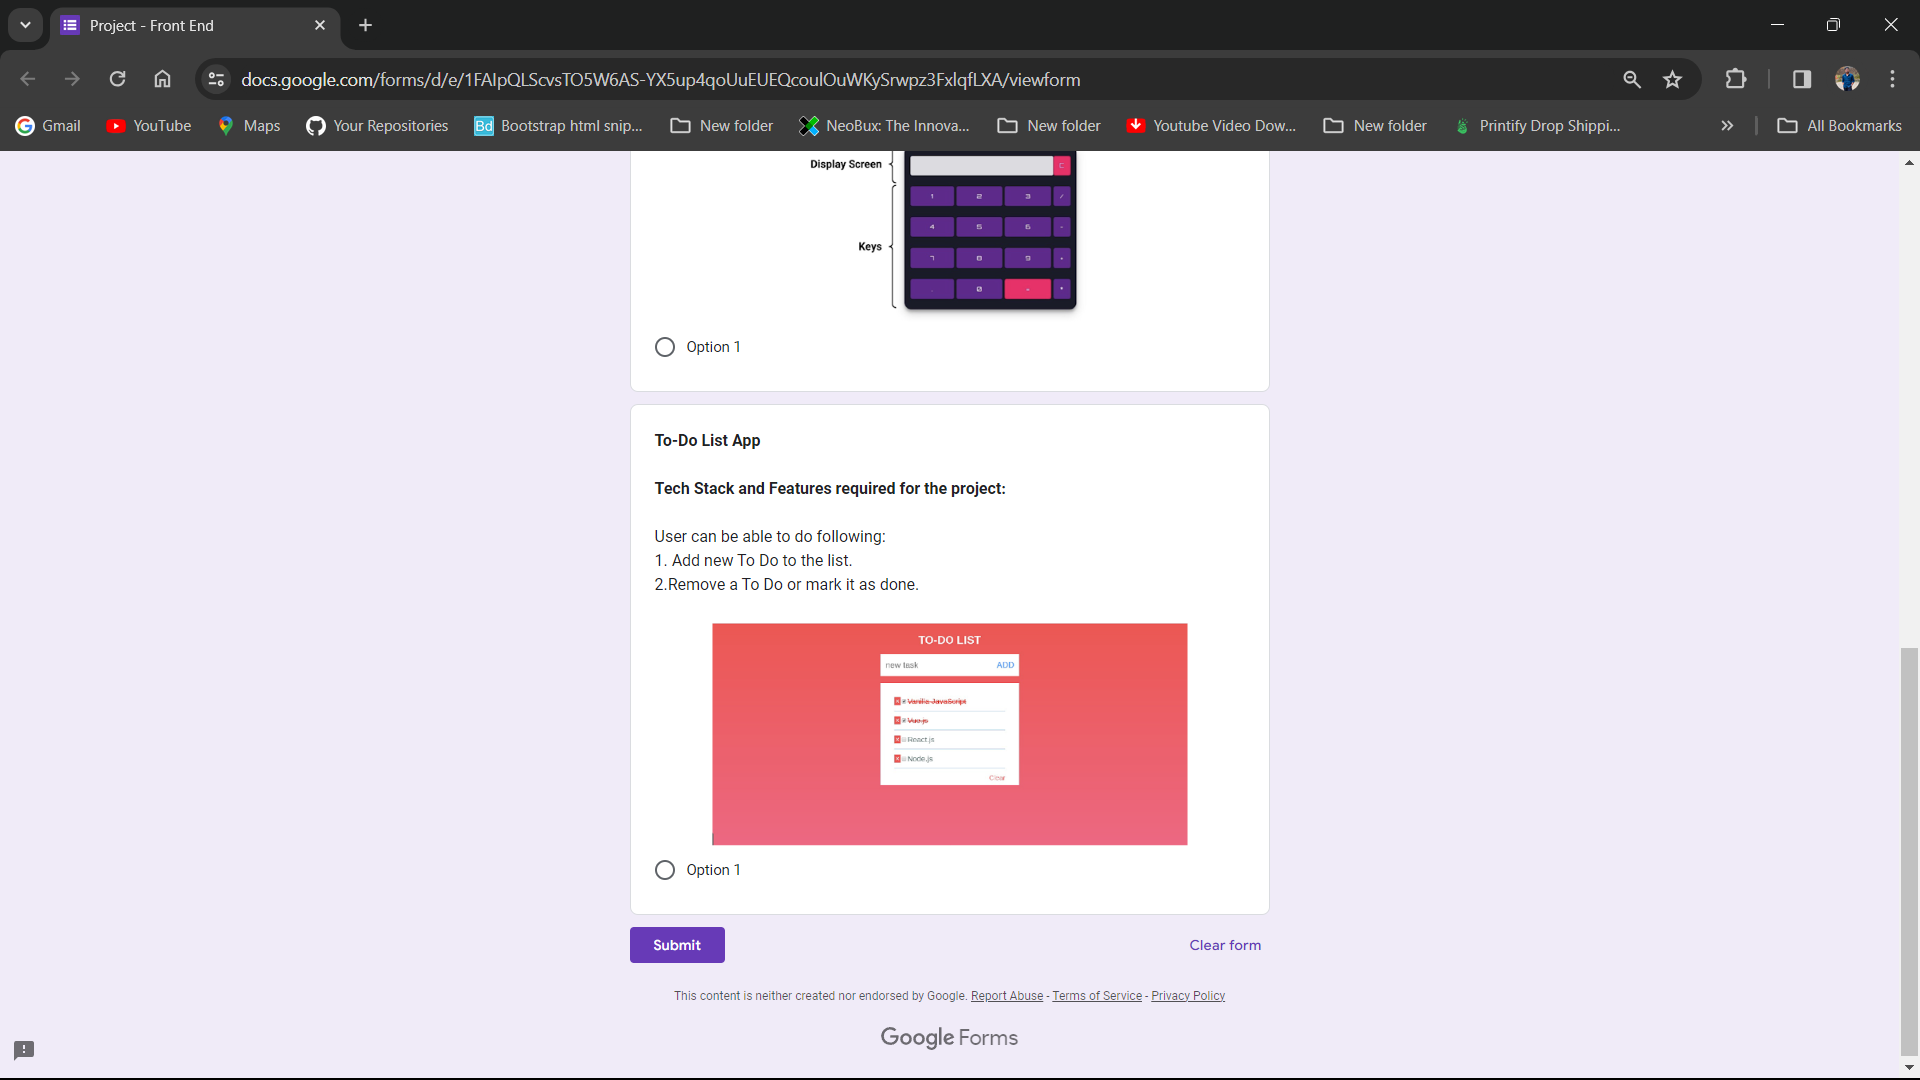 Project - Front End
docs.google.com/forms/d/e/1FAIpQLScvsTO5W6AS-YX5up4qoUuEUEQcoulOuWKySrwpz3FxlqfLXA/viewform
Gmail
YouTube
Maps
Your Repositories
Bd Bootstrap html snip...
New folder
NeoBux: The Innova...
New folder
Youtube Video Dow...
New folder
Printify Drop Shippi...
All Bookmarks
Display Screen
C
1 2 3 /
4 5 6 -
Keys
7 8 9 +
. 0 = *
Option 1
To-Do List App
Tech Stack and Features required for the project:
User can be able to do following:
1. Add new To Do to the list.
2.Remove a To Do or mark it as done.
TO-DO LIST
new task ADD
Vanilla JavaScript
Vue.js
React.js
Node.js
Clear
Option 1
Submit
Clear form
This content is neither created nor endorsed by Google. Report Abuse - Terms of Service - Privacy Policy
Google Forms